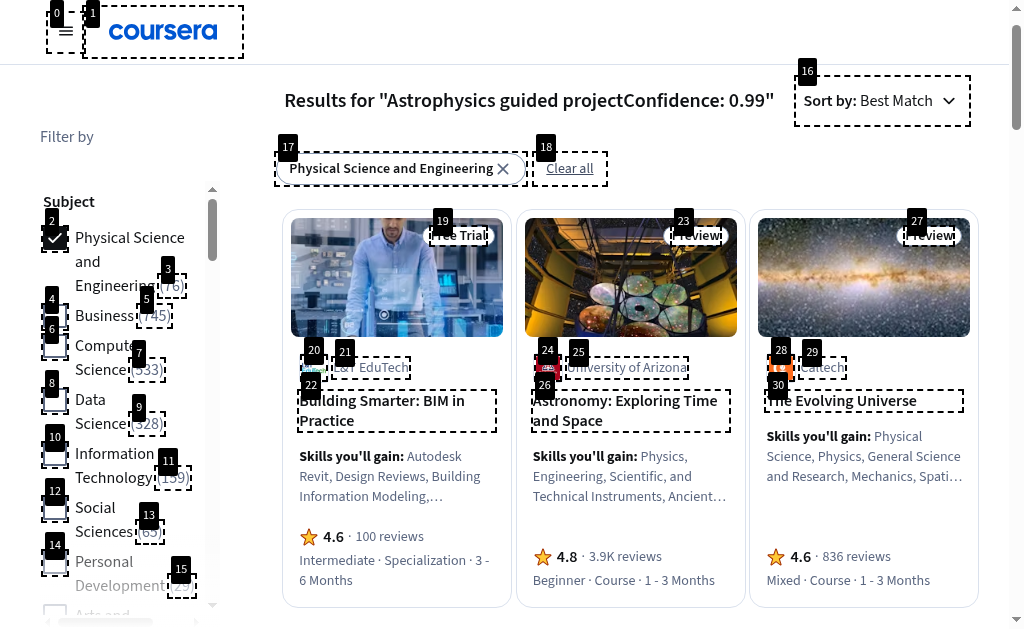 0
1
coursera
16
Results for "Astrophysics guided projectConfidence: 0.99"
Sort by: Best Match
Filter by
17
Physical Science and Engineering
18
Clear all
Subject
2
Physical Science
and
Engineering
3
(76)
4
Business
5
(745)
6
Science
7
(333)
8
Data
Science
9
(328)
10
Information
Technology
11
(159)
12
Social
Sciences
13
(65)
14
Personal
Development
15
(29)
Arts and
19
Free Trial
20
21
L&T EduTech
22
Building Smarter: BIM in
Practice
Skills you'll gain: Autodesk
Revit, Design Reviews, Building
Information Modeling,…
4.6 · 100 reviews
Intermediate · Specialization · 3 -
6 Months
23
Preview
24
25
University of Arizona
26
Astronomy: Exploring Time
and Space
Skills you'll gain: Physics,
Engineering, Scientific, and
Technical Instruments, Ancient…
4.8 · 3.9K reviews
Beginner · Course · 1 - 3 Months
27
Preview
28
29
Caltech
30
The Evolving Universe
Skills you'll gain: Physical
Science, Physics, General Science
and Research, Mechanics, Spati…
4.6 · 836 reviews
Mixed · Course · 1 - 3 Months